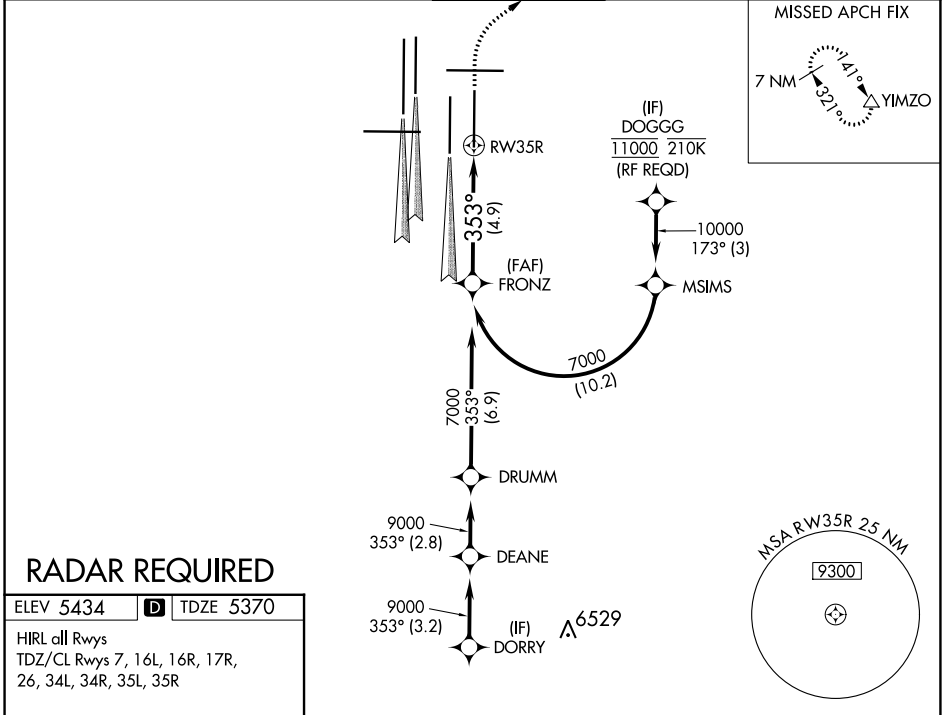 MISSED APCH FIX
7 NM
141°
321°
YIMZO
(IF)
DOGGG
11000 210K
(RF REQD)
RW35R
353°
(4.9)
10000
173° (3)
(FAF)
FRONZ
MSIMS
7000
(10.2)
7000
353°
(6.9)
DRUMM
9000
353° (2.8)
DEANE
9000
353° (3.2)
(IF)
DORRY
6529
MSA RW35R 25 NM
9300
RADAR REQUIRED
ELEV 5434 D TDZE 5370
HIRL all Rwys
TDZ/CL Rwys 7, 16L, 16R, 17R,
26, 34L, 34R, 35L, 35R